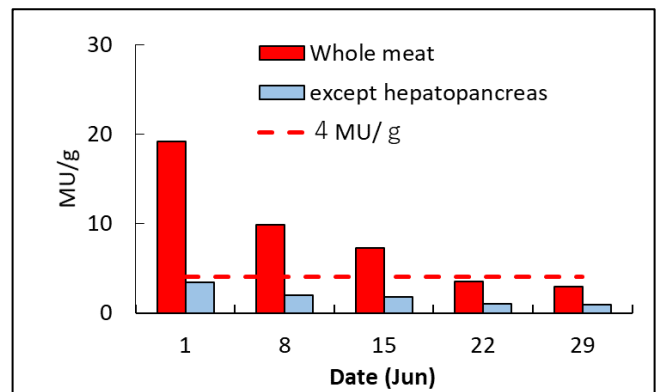 30
Whole meat
except hepatopancreas
4 MU/ g
20
MU/g
10
0
1 8 15 22 29
Date (Jun)